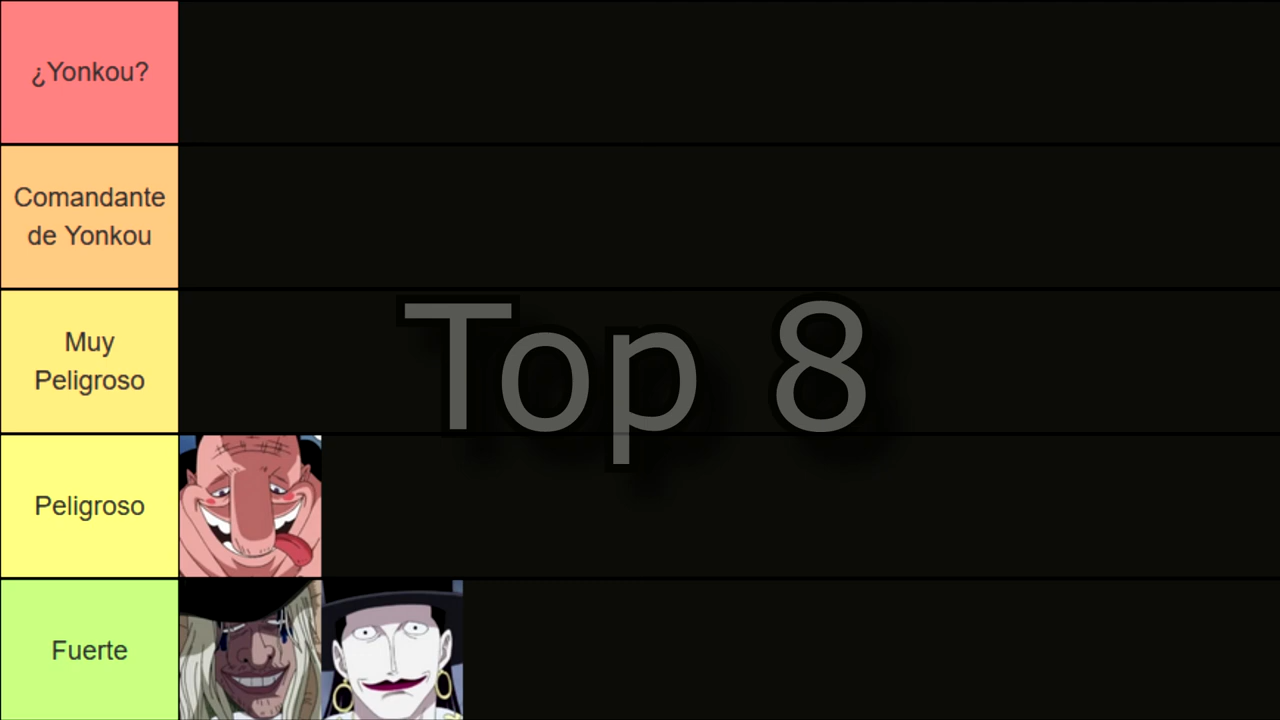 ¿Yonkou?
Comandante
de Yonkou
Muy
Peligroso
Top 8
Peligroso
Fuerte